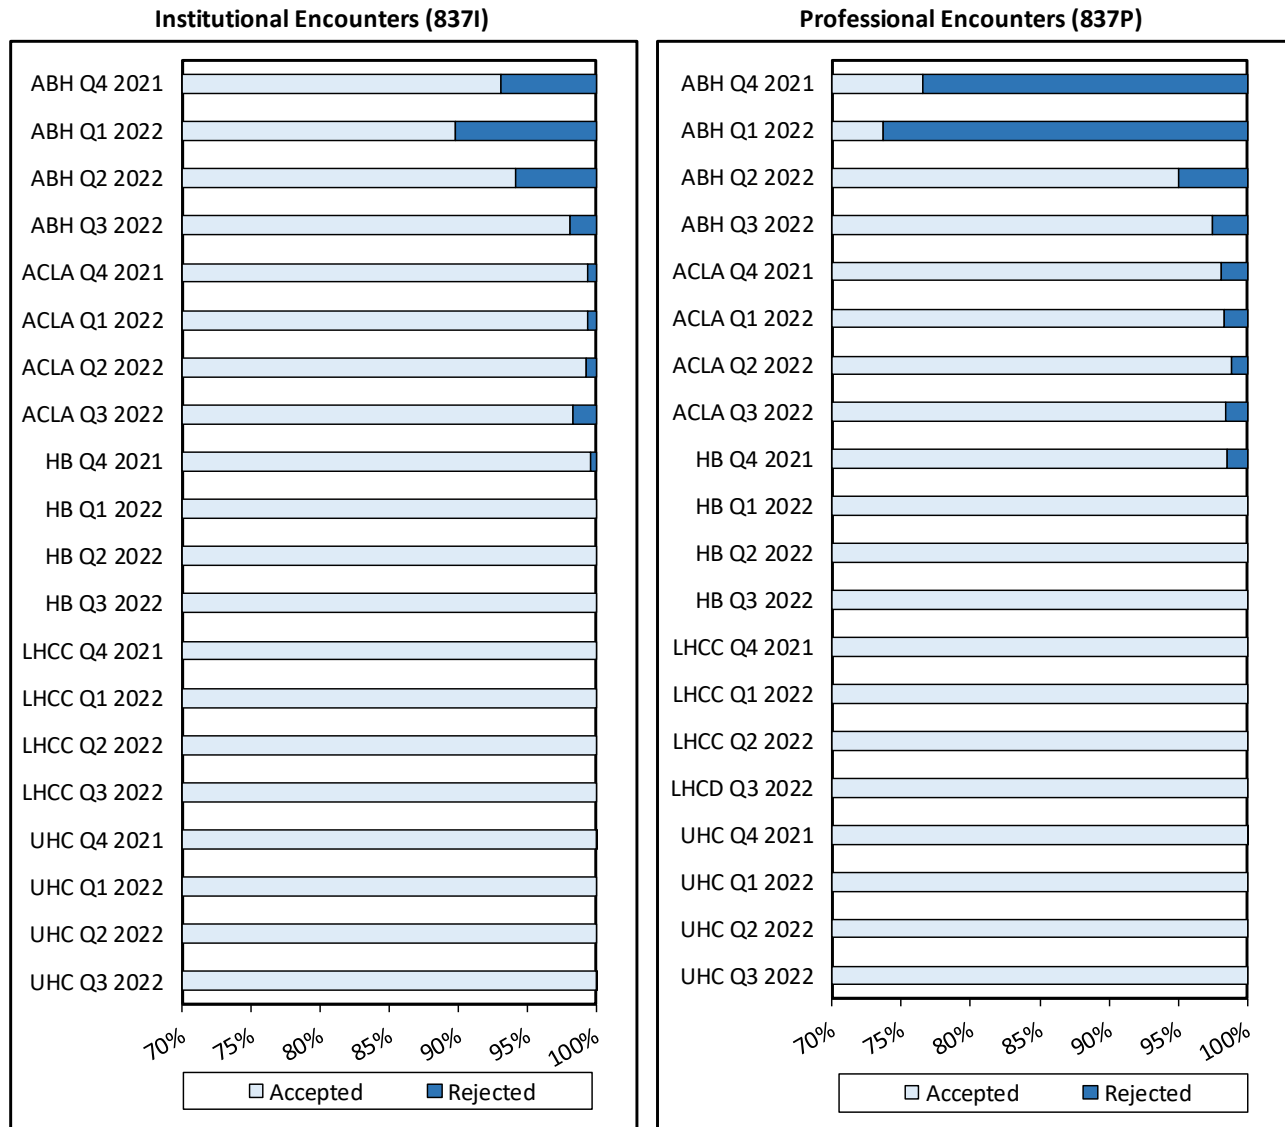 Institutional Encounters (837I)
ABH Q4 2021
ABH Q1 2022
ABH Q2 2022
ABH Q3 2022
ACLA Q4 2021
ACLA Q1 2022
ACLA Q2 2022
ACLA Q3 2022
HB Q4 2021
HB Q1 2022
HB Q2 2022
HB Q3 2022
LHCC Q4 2021
LHCC Q1 2022
LHCC Q2 2022
LHCC Q3 2022
UHC Q4 2021
UHC Q1 2022
UHC Q2 2022
UHC Q3 2022
70% 75% 80% 85% 90% 95% 100%
Accepted Rejected
Professional Encounters (837P)
ABH Q4 2021
ABH Q1 2022
ABH Q2 2022
ABH Q3 2022
ACLA Q4 2021
ACLA Q1 2022
ACLA Q2 2022
ACLA Q3 2022
HB Q4 2021
HB Q1 2022
HB Q2 2022
HB Q3 2022
LHCC Q4 2021
LHCC Q1 2022
LHCC Q2 2022
LHCD Q3 2022
UHC Q4 2021
UHC Q1 2022
UHC Q2 2022
UHC Q3 2022
70% 75% 80% 85% 90% 95% 100%
Accepted Rejected